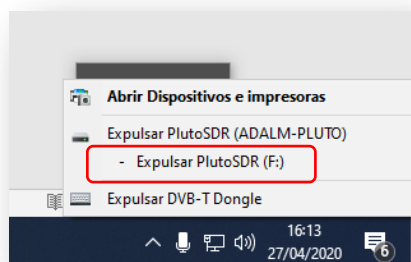 Abrir Dispositivos e impresoras
Expulsar PlutoSDR (ADALM-PLUTO)
- Expulsar PlutoSDR (F:)
Expulsar DVB-T Dongle
16:13
27/04/2020
6